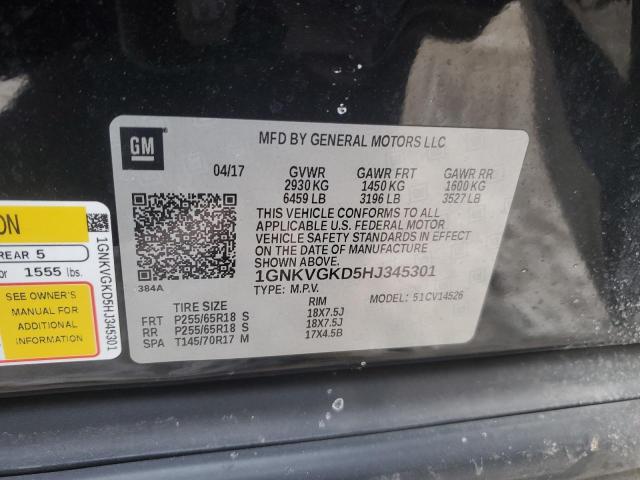 GM
MFD BY GENERAL MOTORS LLC
04/17 GVWR GAWR FRT GAWR RR
2930 KG 1450 KG 1600 KG
6459 LB 3196 LB 3527 LB
THIS VEHICLE CONFORMS TO ALL
APPLICABLE U.S. FEDERAL MOTOR
VEHICLE SAFETY STANDARDS IN EFFECT
ON THE DATE OF MANUFACTURE
SHOWN ABOVE.
1GNKVGKD5HJ345301
TYPE: M.P.V. MODEL: 51CV14526
384A
TIRE SIZE RIM
FRT P255/65R18 S 18X7.5J
RR P255/65R18 S 18X7.5J
SPA T145/70R17 M 17X4.5B
ON
REAR 5
or 1555 lbs.
SEE OWNER'S
MANUAL FOR
ADDITIONAL
INFORMATION
1GNKVGKD5HJ345301